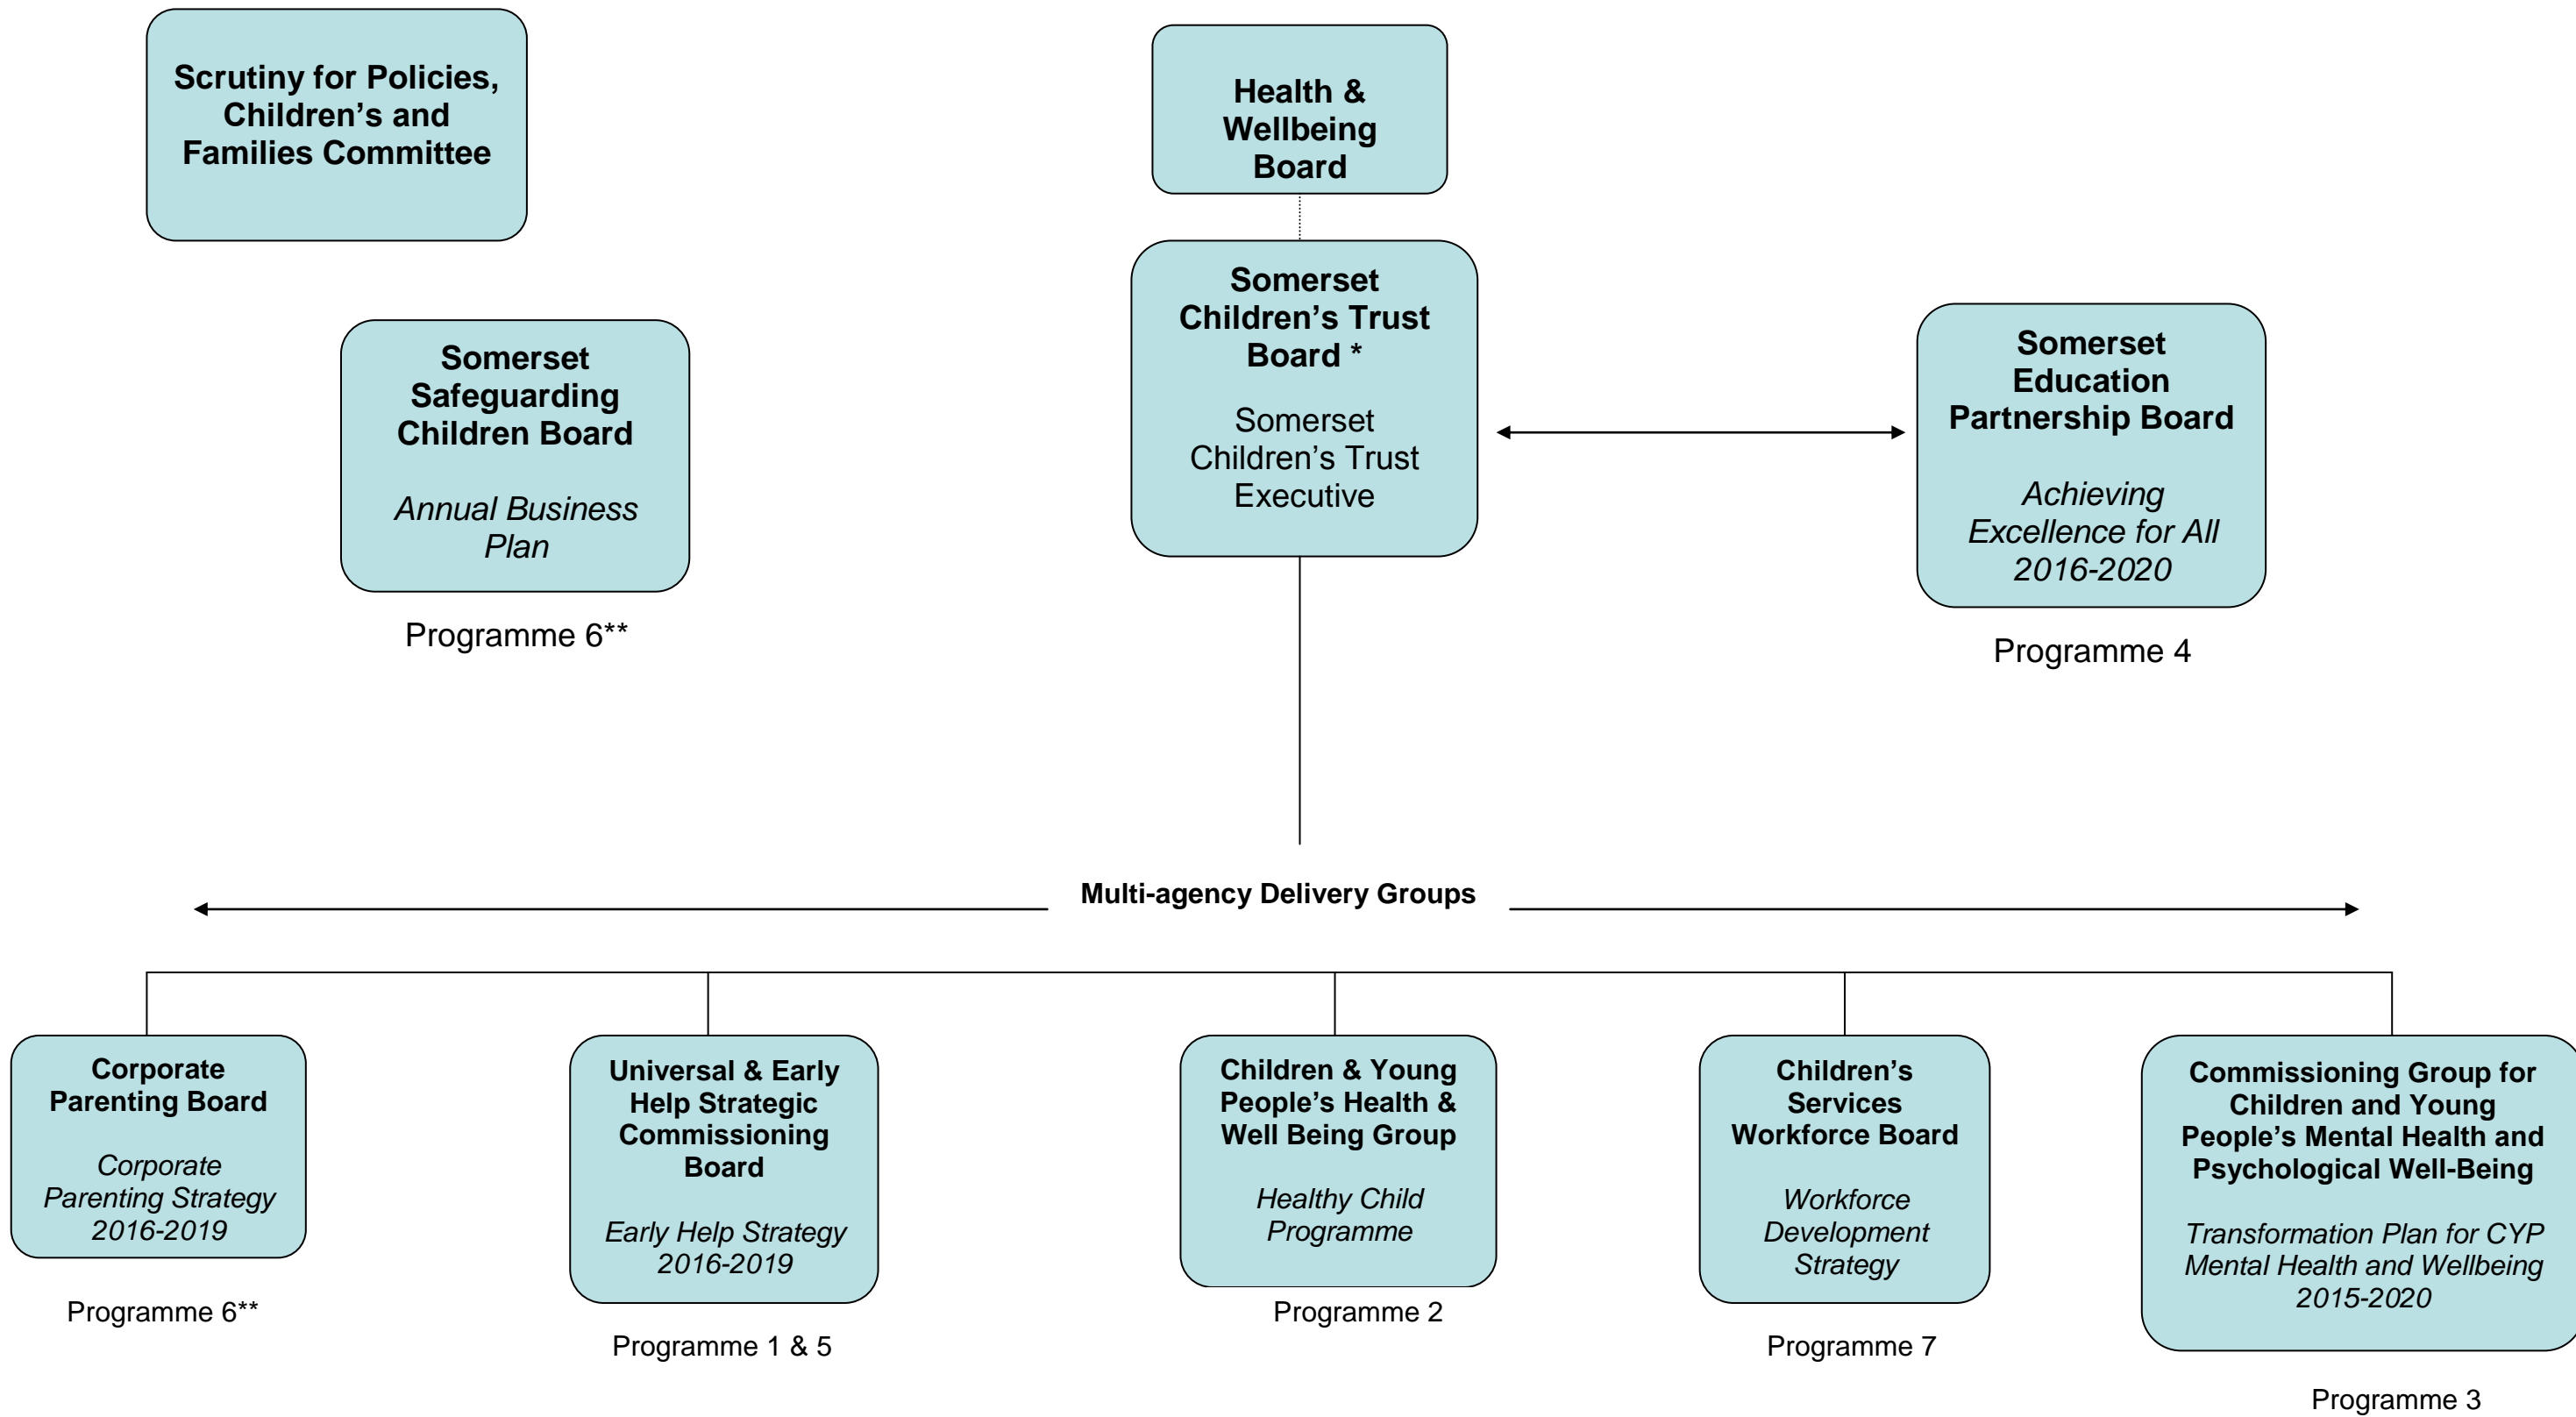 Scrutiny for Policies,
Children’s and
Families Committee
Health &
Wellbeing
Board
Somerset
Children’s Trust
Board *
Somerset
Children’s Trust
Executive
Somerset
Safeguarding
Children Board
Annual Business
Plan
Programme 6**
Somerset
Education
Partnership Board
Achieving
Excellence for All
2016-2020
Programme 4
Multi-agency Delivery Groups
Corporate
Parenting Board
Corporate
Parenting Strategy
2016-2019
Programme 6**
Universal & Early
Help Strategic
Commissioning
Board
Early Help Strategy
2016-2019
Programme 1 & 5
Children & Young
People’s Health &
Well Being Group
Healthy Child
Programme
Programme 2
Children’s
Services
Workforce Board
Workforce
Development
Strategy
Programme 7
Commissioning Group for
Children and Young
People’s Mental Health and
Psychological Well-Being
Transformation Plan for CYP
Mental Health and Wellbeing
2015-2020
Programme 3